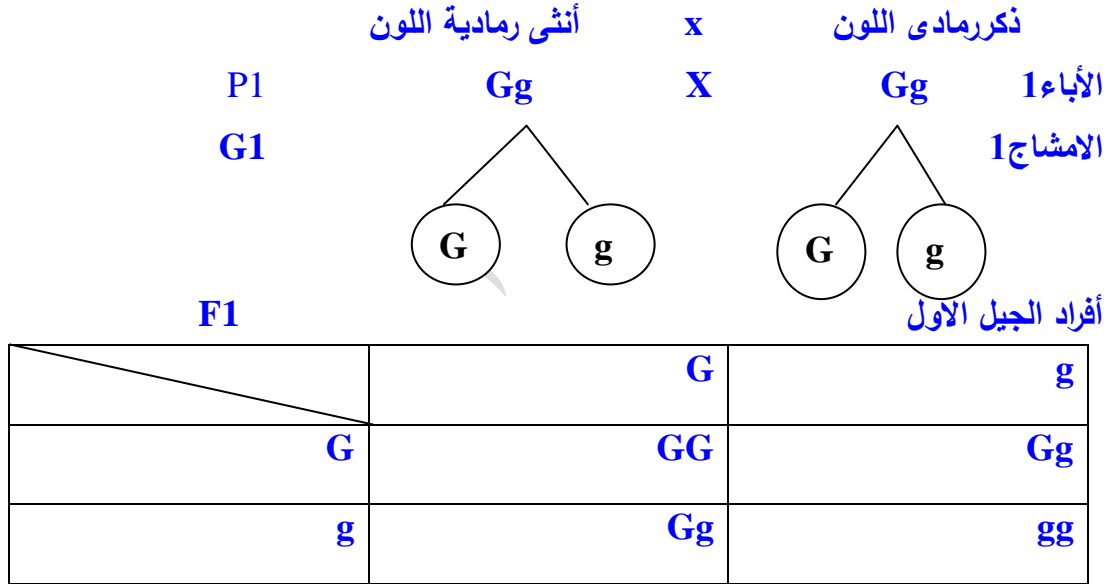 ذكررمادى اللون x أنثى رمادية اللون
الأباء1 Gg X Gg P1
الامشاج1 G1
G g G g
أفراد الجيل الاول F1
G g
G GG Gg
g Gg gg